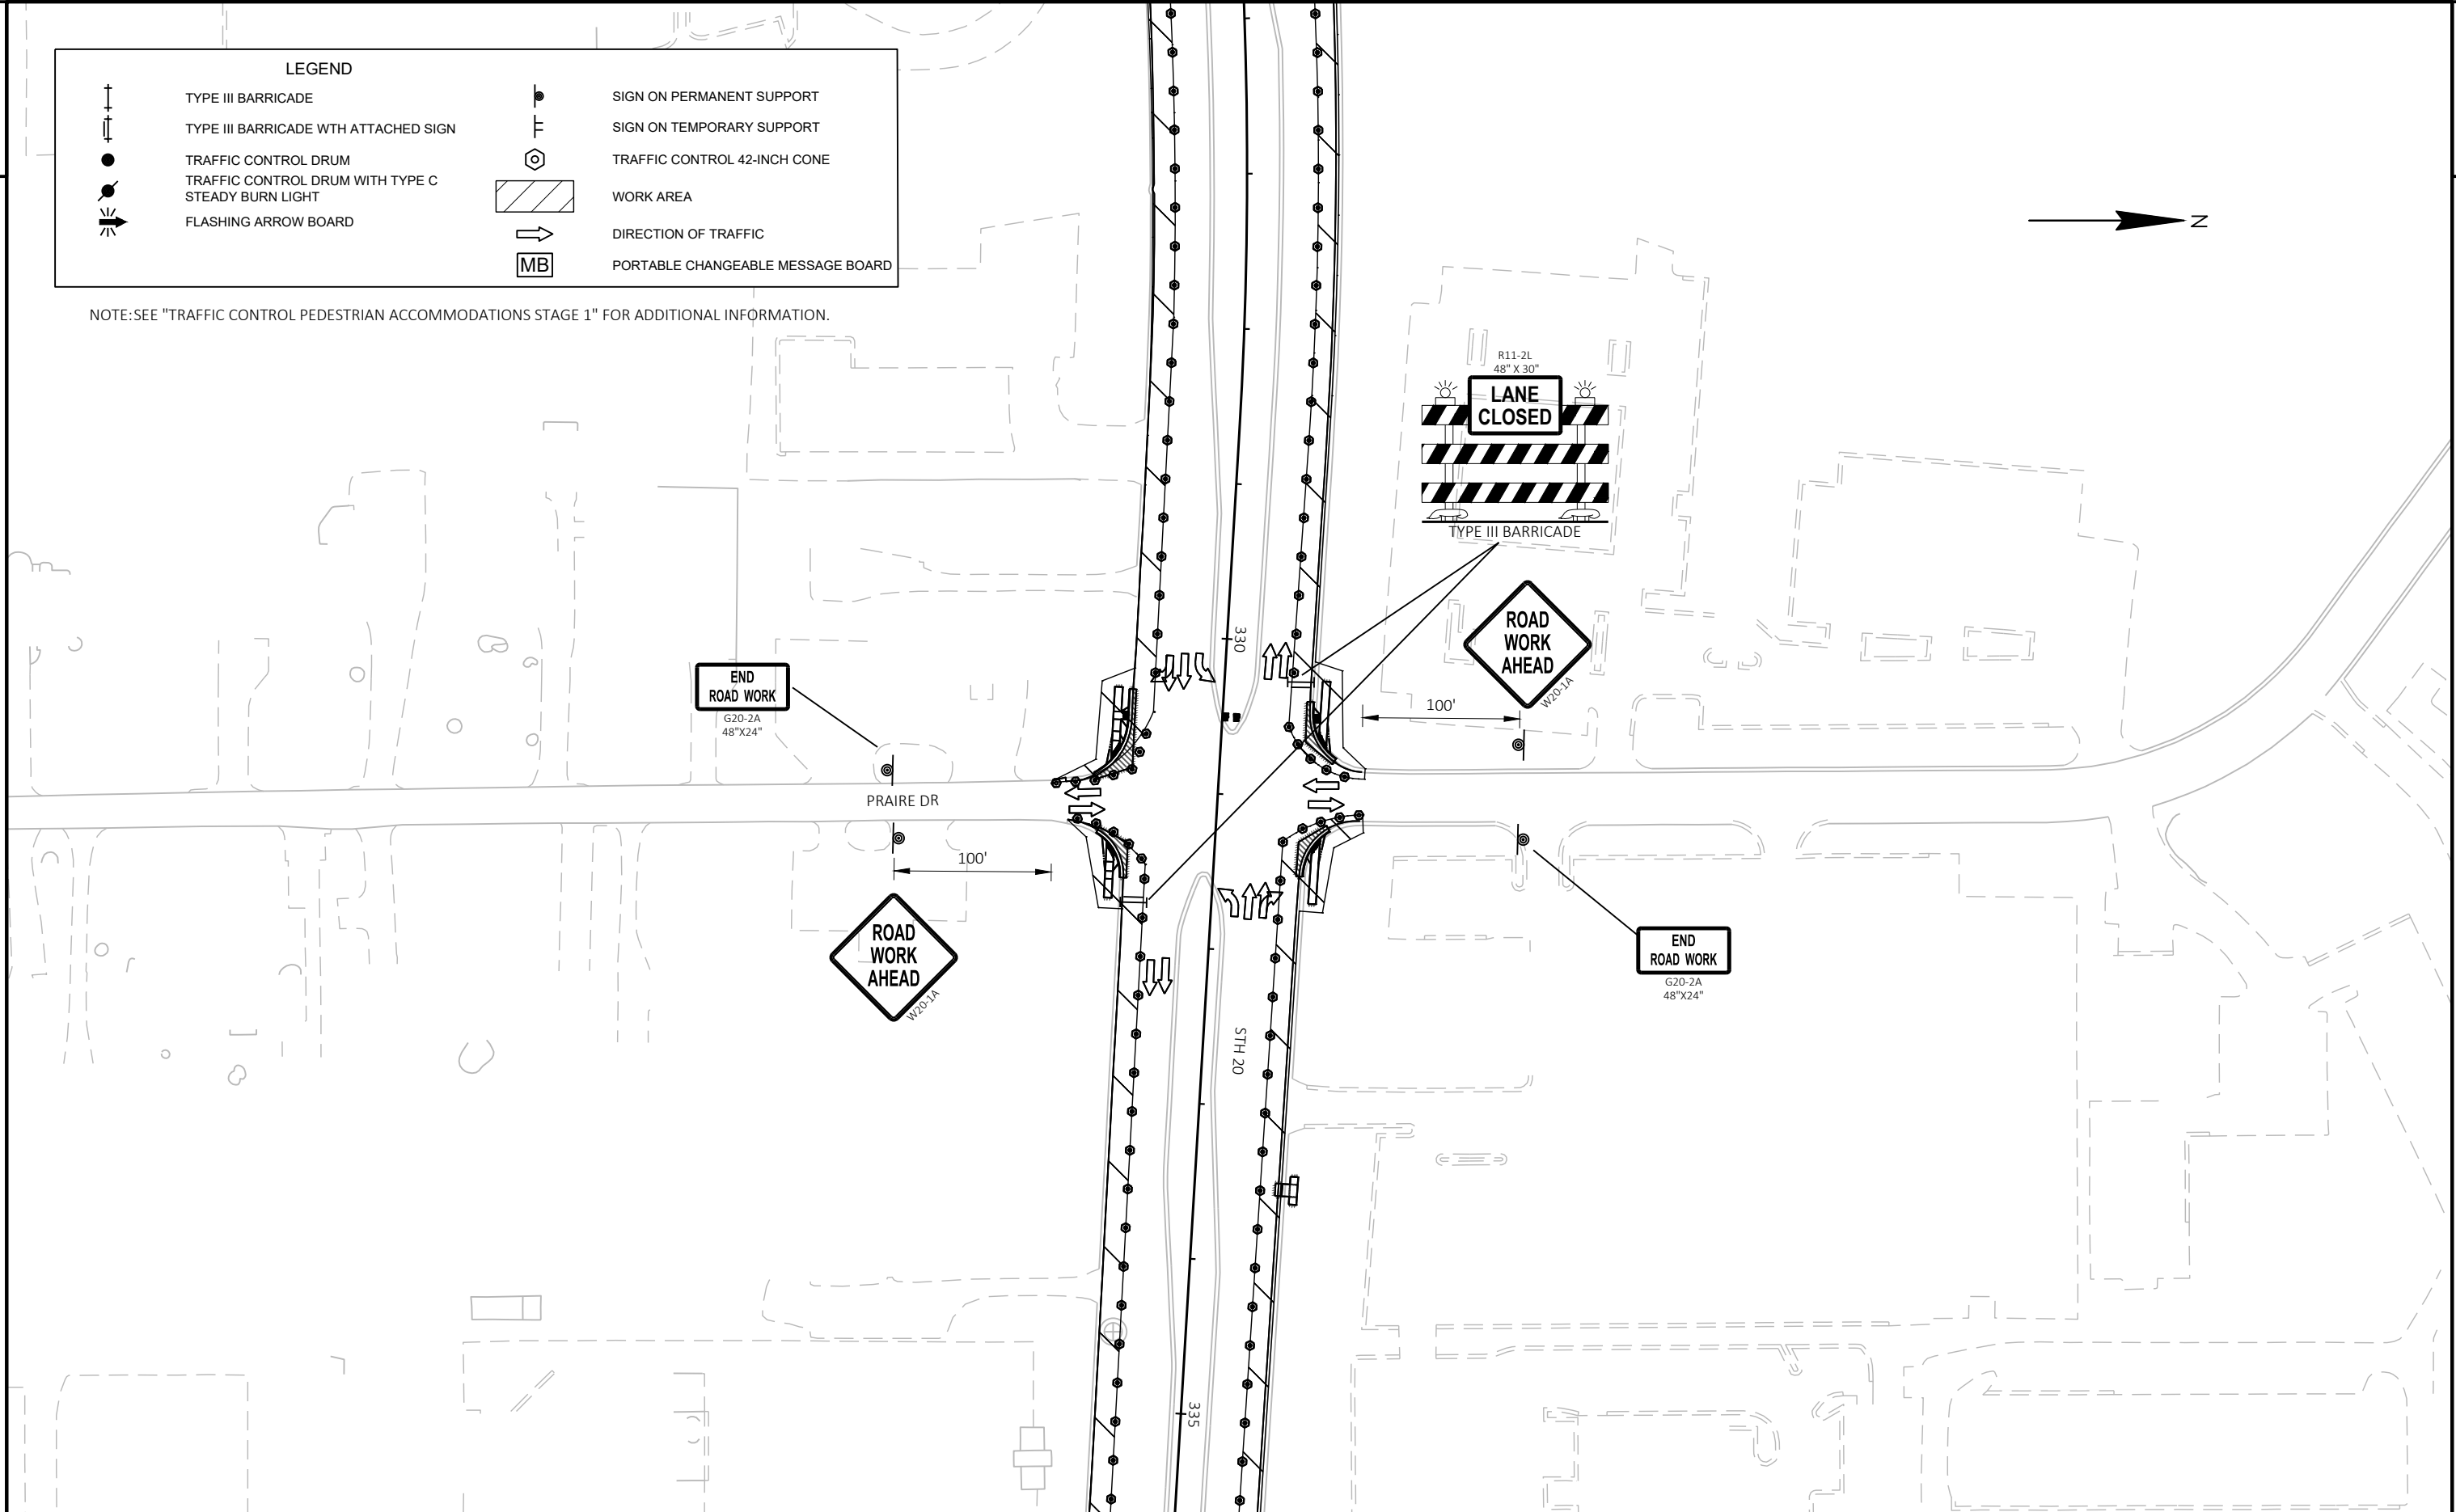 LEGEND
TYPE III BARRICADE
TYPE III BARRICADE WTH ATTACHED SIGN
TRAFFIC CONTROL DRUM
TRAFFIC CONTROL DRUM WITH TYPE C
STEADY BURN LIGHT
FLASHING ARROW BOARD
SIGN ON PERMANENT SUPPORT
SIGN ON TEMPORARY SUPPORT
TRAFFIC CONTROL 42-INCH CONE
WORK AREA
DIRECTION OF TRAFFIC
MB PORTABLE CHANGEABLE MESSAGE BOARD
NOTE: SEE "TRAFFIC CONTROL PEDESTRIAN ACCOMMODATIONS STAGE 1" FOR ADDITIONAL INFORMATION.
N
R11-2L
48" X 30"
LANE
CLOSED
TYPE III BARRICADE
ROAD
WORK
AHEAD
W20-1A
330
END
ROAD WORK
G20-2A
48"X24"
100'
PRAIRE DR
100'
ROAD
WORK
AHEAD
W20-1A
END
ROAD WORK
G20-2A
48"X24"
STH 20
335